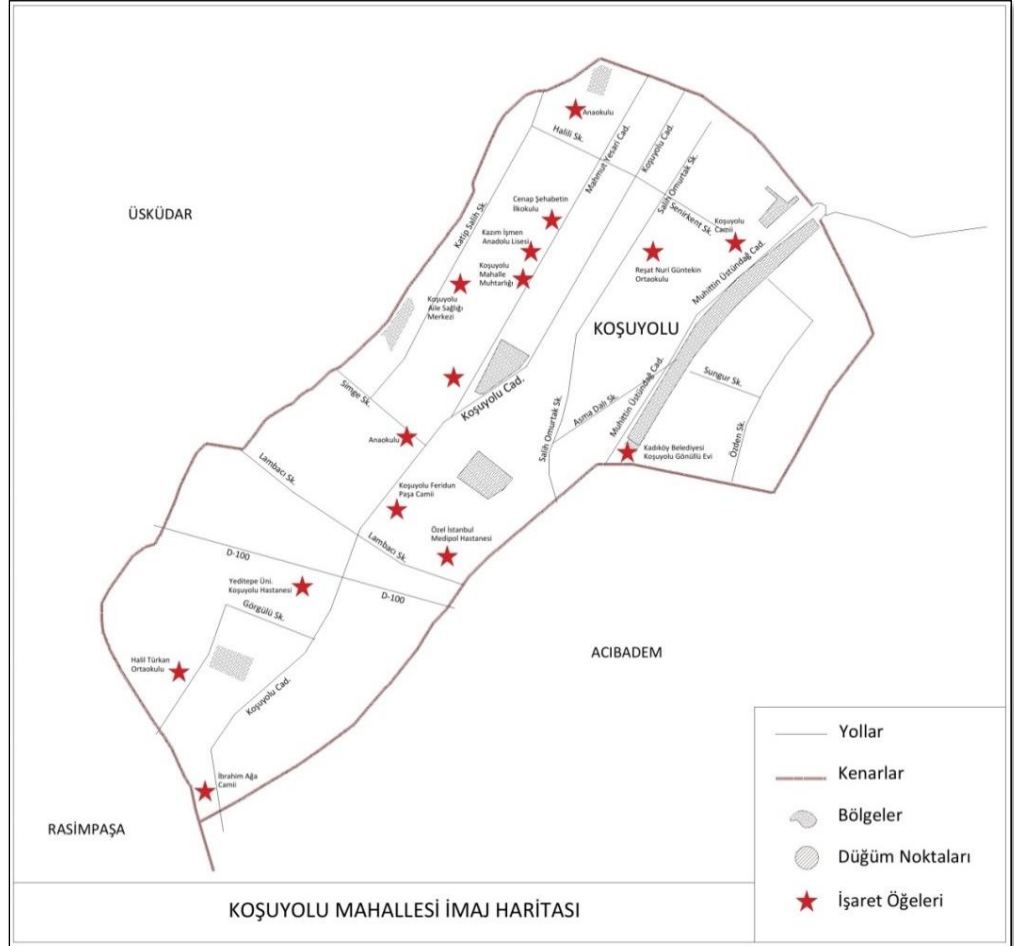 Anaokulu
Halili Sk.
Mahmut Yesari Cad.
Koşuyolu Cad.
Salih Omurtak Sk.
Senirkent Sk.
ÜSKÜDAR
Katip Salih Sk.
Cenap Şehabetin
İlkokulu
Kazım İşmen
Anadolu Lisesi
Koşuyolu
Mahalle
Muhtarlığı
Koşuyolu
Aile Sağlığı
Merkezi
Koşuyolu
Camii
Reşat Nuri Güntekin
Ortaokulu
Muhittin Üstündağ Cad.
KOŞUYOLU
Koşuyolu Cad.
Simge Sk.
Anaokulu
Asma Dalı Sk.
Muhittin Üstündağ Cad.
Sungur Sk.
Özden Sk.
Salih Omurtak Sk.
Kadıköy Belediyesi
Koşuyolu Gönüllü Evi
Lambacı Sk.
Koşuyolu Feridun
Paşa Camii
Özel İstanbul
Medipol Hastanesi
Lambacı Sk.
D-100
D-100
Yeditepe Üni.
Koşuyolu Hastanesi
Görgülü Sk.
Halil Türkan
Ortaokulu
Koşuyolu Cad.
İbrahim Ağa
Camii
ACIBADEM
RASİMPAŞA
Yollar
Kenarlar
Bölgeler
Düğüm Noktaları
İşaret Öğeleri
KOŞUYOLU MAHALLESİ İMAJ HARİTASI